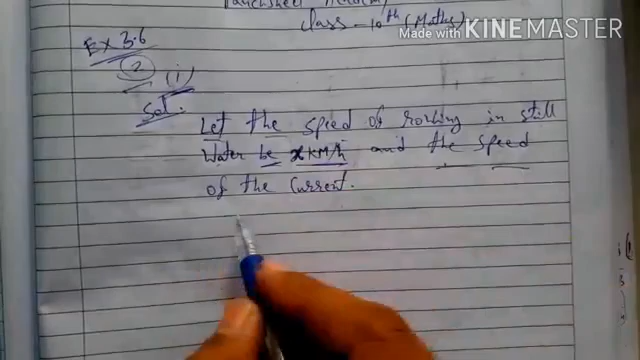 Class - 10th (Maths)
Made with KINEMASTER
Ex 3.6
(2) (i)
Sol.
Let the speed of rowing in still
Water be x KM/h and the speed
of the Current.